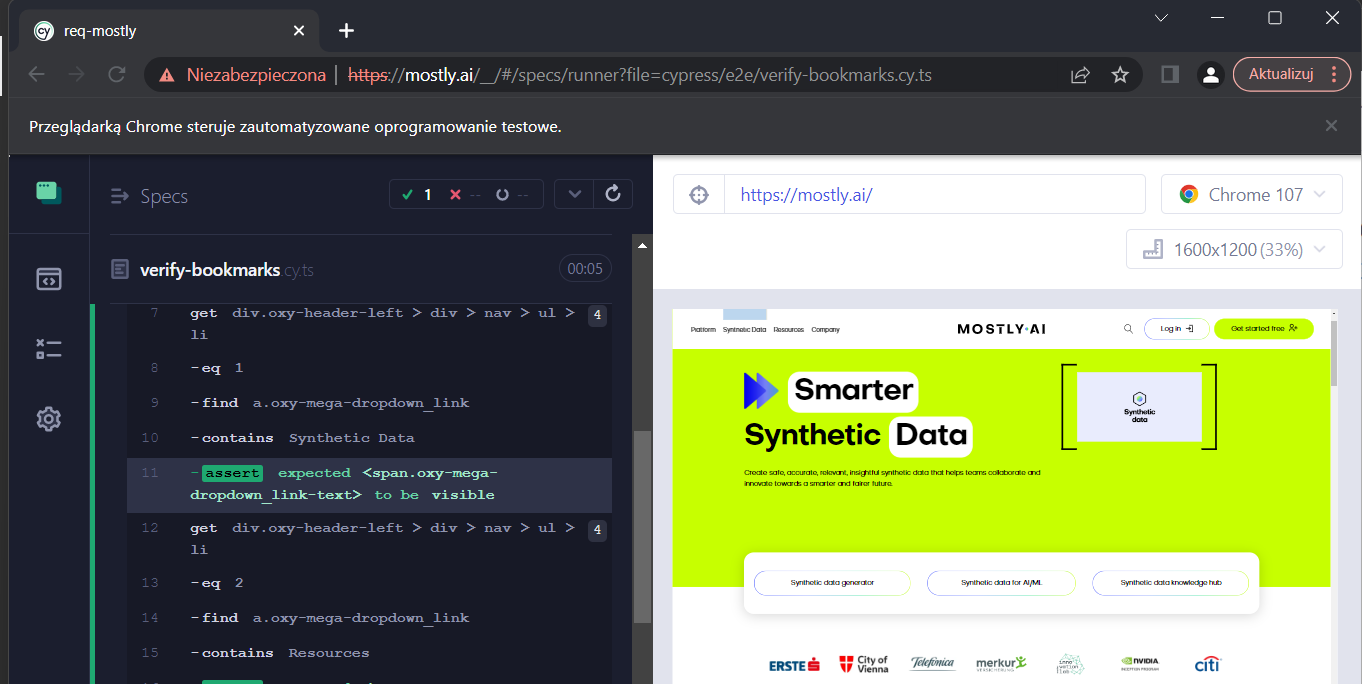 cy req-mostly
Niezabezpieczona https://mostly.ai/__/#/specs/runner?file=cypress/e2e/verify-bookmarks.cy.ts
Aktualizuj
Przeglądarką Chrome steruje zautomatyzowane oprogramowanie testowe.
Specs
1 -- --
verify-bookmarks.cy.ts
00:05
7 get div.oxy-header-left > div > nav > ul > 4
li
8 -eq 1
9 -find a.oxy-mega-dropdown_link
10 -contains Synthetic Data
11 -assert expected <span.oxy-mega-
dropdown_link-text> to be visible
12 get div.oxy-header-left > div > nav > ul > 4
li
13 -eq 2
14 -find a.oxy-mega-dropdown_link
15 -contains Resources
https://mostly.ai/
Chrome 107
1600x1200 (33%)
Platform Synthetic Data Resources Company
MOSTLY·AI
Log in
Get started free
Smarter
Synthetic Data
Create safe, accurate, relevant, insightful synthetic data that helps teams collaborate and
innovate towards a smarter and fairer future.
Synthetic
data
Synthetic data generator
Synthetic data for AI/ML
Synthetic data knowledge hub
ERSTE
City of
Vienna
Telefónica
merkur
VERSICHERUNG
NVIDIA
INCEPTION PROGRAM
citi